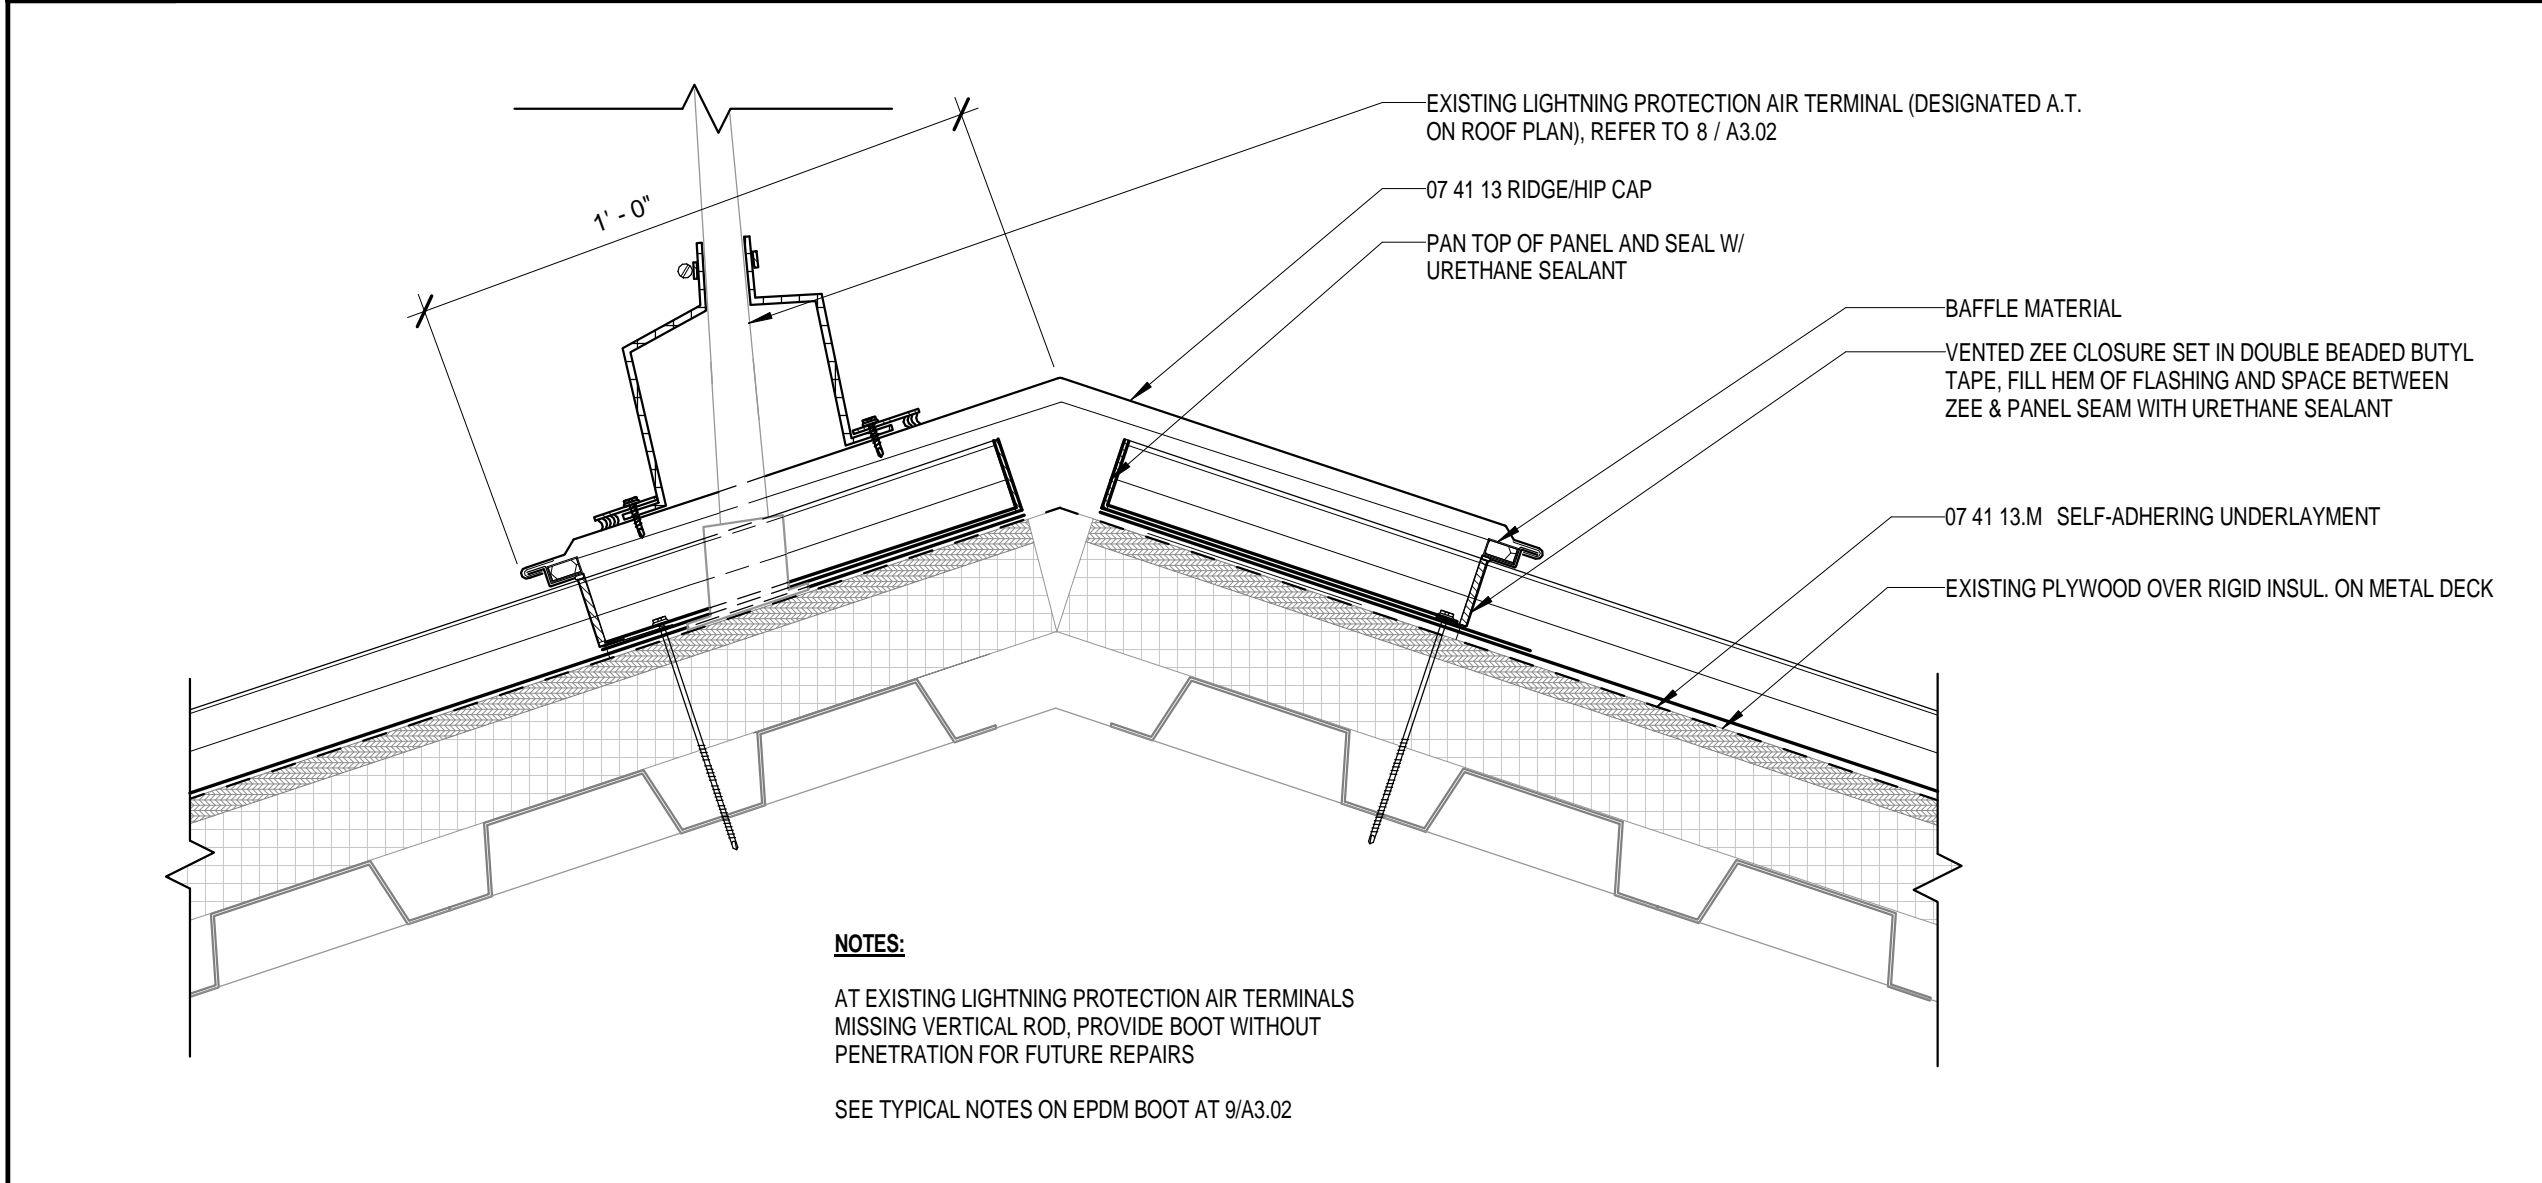 EXISTING LIGHTNING PROTECTION AIR TERMINAL (DESIGNATED A.T.
ON ROOF PLAN), REFER TO 8 / A3.02
07 41 13 RIDGE/HIP CAP
1' - 0"
PAN TOP OF PANEL AND SEAL W/
URETHANE SEALANT
BAFFLE MATERIAL
VENTED ZEE CLOSURE SET IN DOUBLE BEADED BUTYL
TAPE, FILL HEM OF FLASHING AND SPACE BETWEEN
ZEE & PANEL SEAM WITH URETHANE SEALANT
07 41 13.M SELF-ADHERING UNDERLAYMENT
EXISTING PLYWOOD OVER RIGID INSUL. ON METAL DECK
NOTES:
AT EXISTING LIGHTNING PROTECTION AIR TERMINALS
MISSING VERTICAL ROD, PROVIDE BOOT WITHOUT
PENETRATION FOR FUTURE REPAIRS
SEE TYPICAL NOTES ON EPDM BOOT AT 9/A3.02